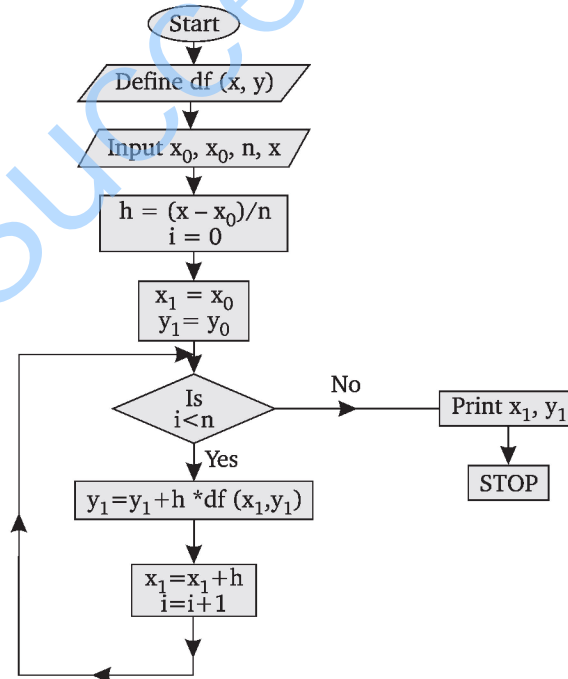 Start
Define df (x, y)
Input x₀, x₀, n, x
h = (x – x₀)/n
i = 0
x₁ = x₀
y₁= y₀
Is
i<n
No
Print x₁, y₁
STOP
Yes
y₁=y₁+h *df (x₁,y₁)
x₁=x₁+h
i=i+1
Succe